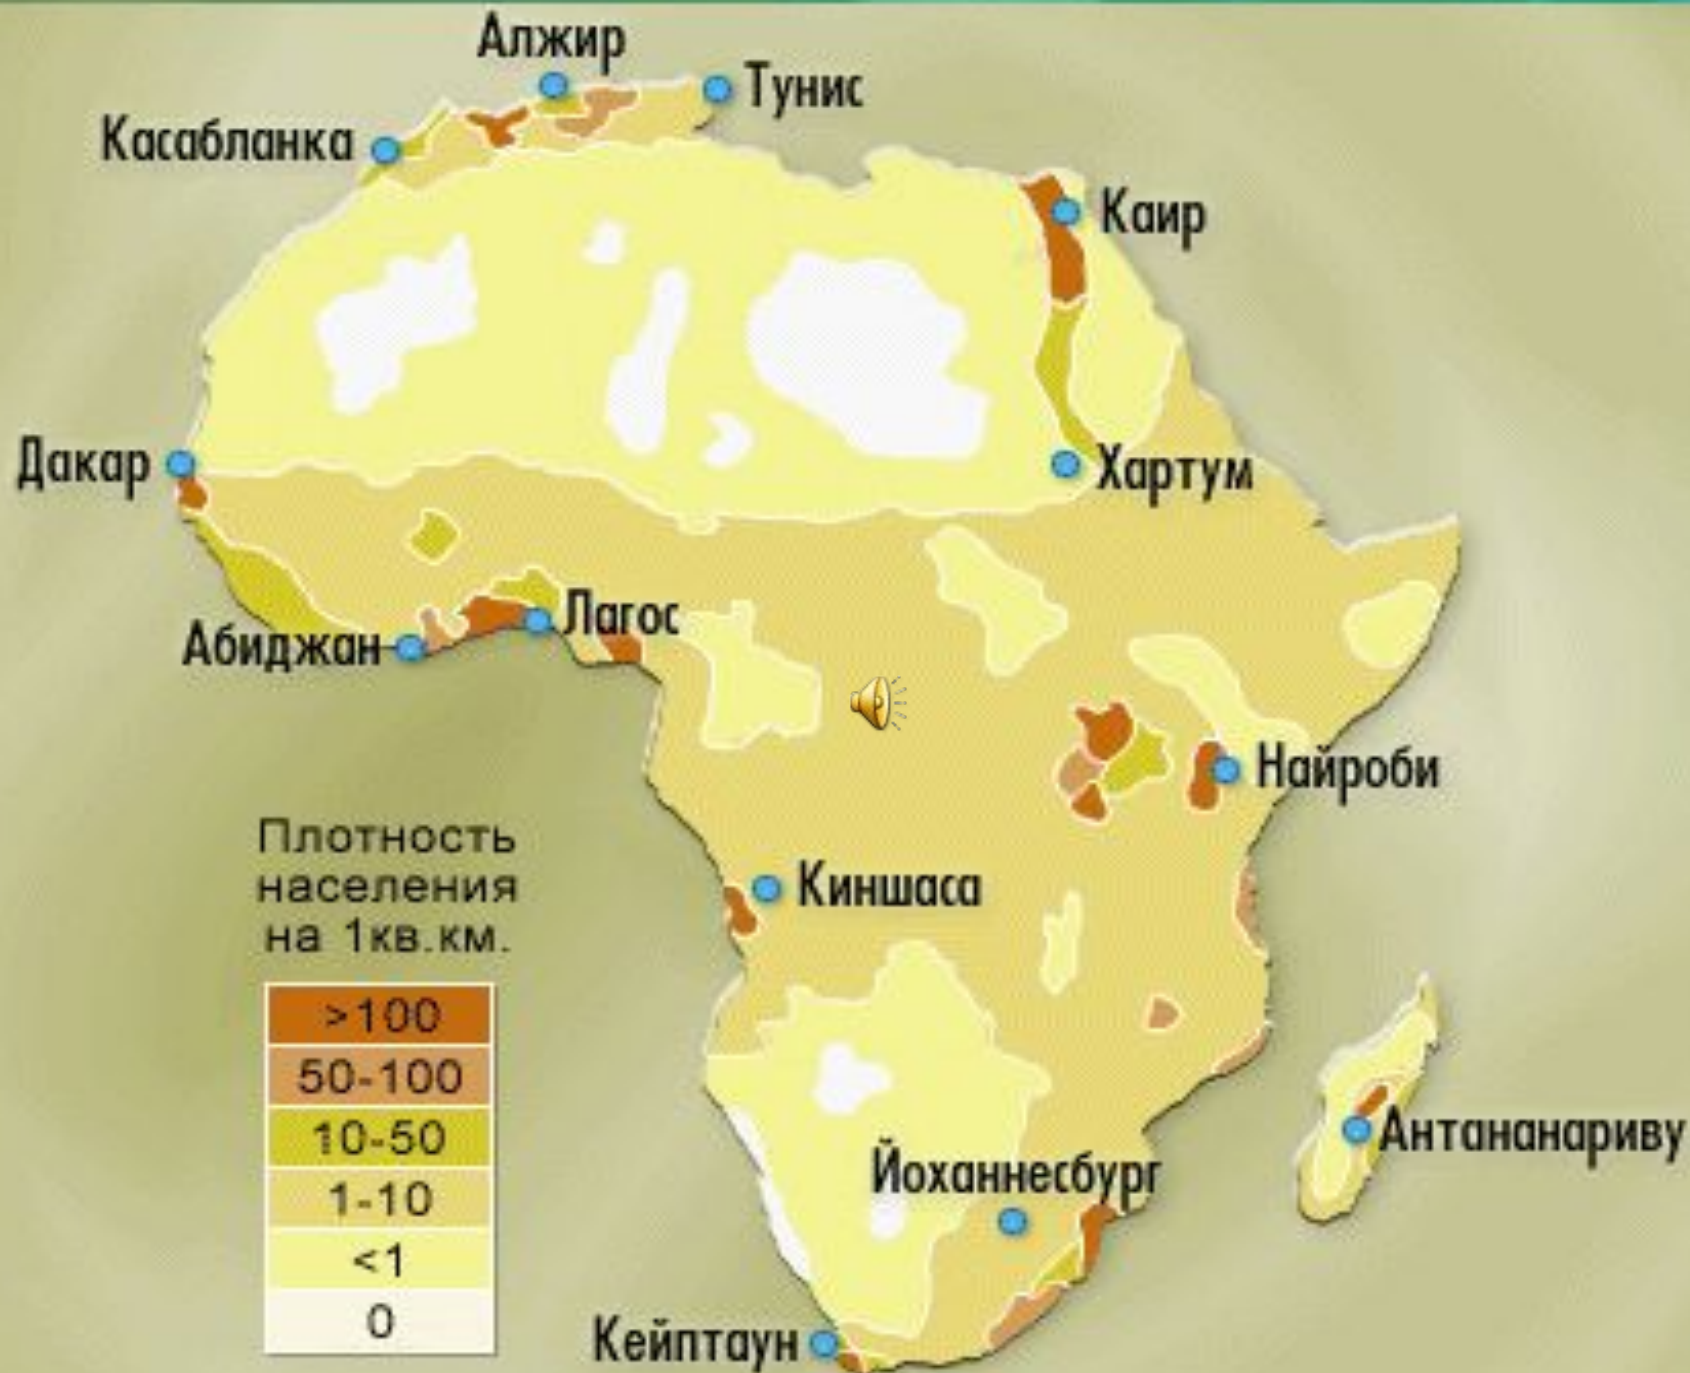 Алжир
Тунис
Касабланка
Каир
Дакар
Хартум
Лагос
Абиджан
Найроби
Плотность
населения
на 1кв.км.
Киншаса
>100
50-100
10-50
1-10
<1
0
Антананариву
Йоханнесбург
Кейптаун